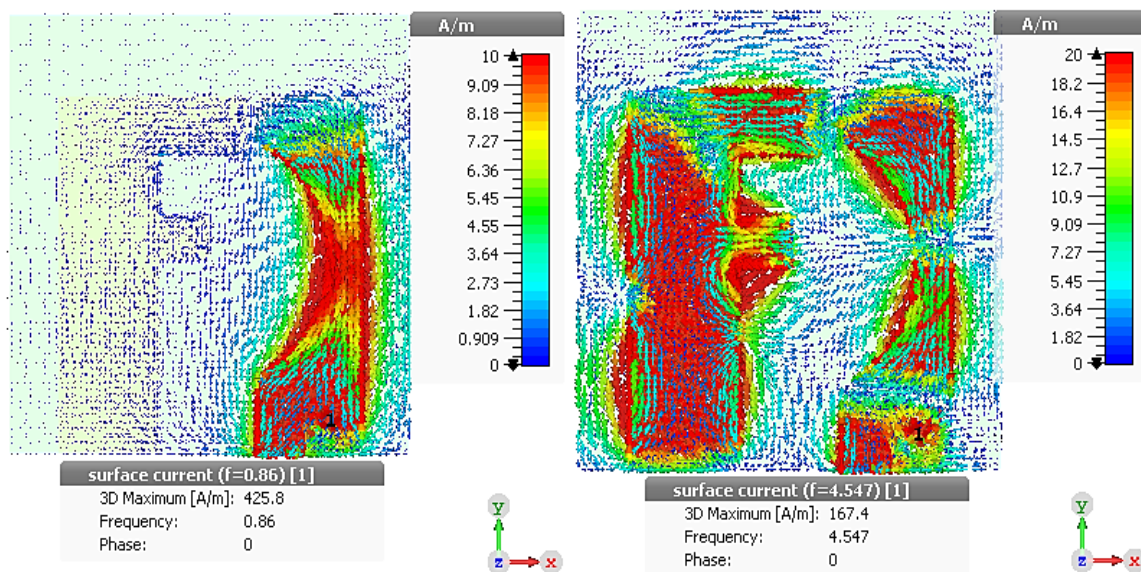 A/m
10
9.09
8.18
7.27
6.36
5.45
4.55
3.64
2.73
1.82
0.909
0
1
surface current (f=0.86) [1]
3D Maximum [A/m]: 425.8
Frequency: 0.86
Phase: 0
y
z
x
A/m
20
18.2
16.4
14.5
12.7
10.9
9.09
7.27
5.45
3.64
1.82
0
1
surface current (f=4.547) [1]
3D Maximum [A/m]: 167.4
Frequency: 4.547
Phase: 0
y
z
x